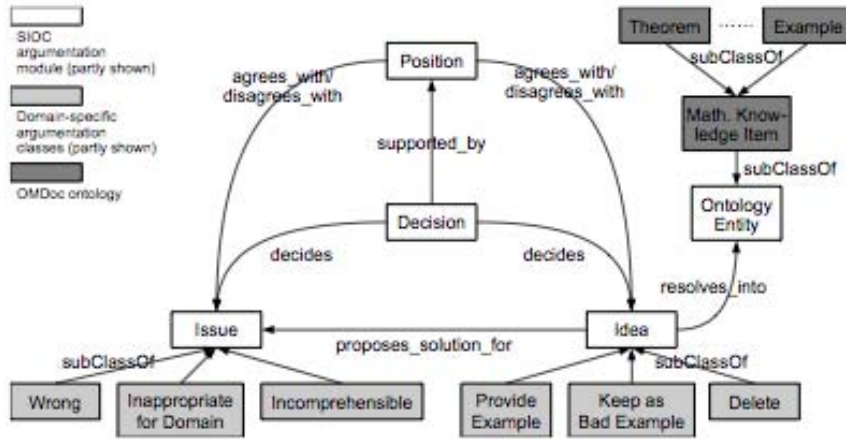 SIOC
argumentation
module (partly shown)
Domain-specific
argumentation
classes (partly shown)
OMDoc ontology
Theorem ...... Example
subClassOf
Math. Know-
ledge Item
subClassOf
Ontology
Entity
resolves_into
Position
agrees_with/
disagrees_with
agrees_with/
disagrees_with
supported_by
Decision
decides
decides
Issue
proposes_solution_for
Idea
subClassOf
subClassOf
Wrong
Inappropriate
for Domain
Incomprehensible
Provide
Example
Keep as
Bad Example
Delete